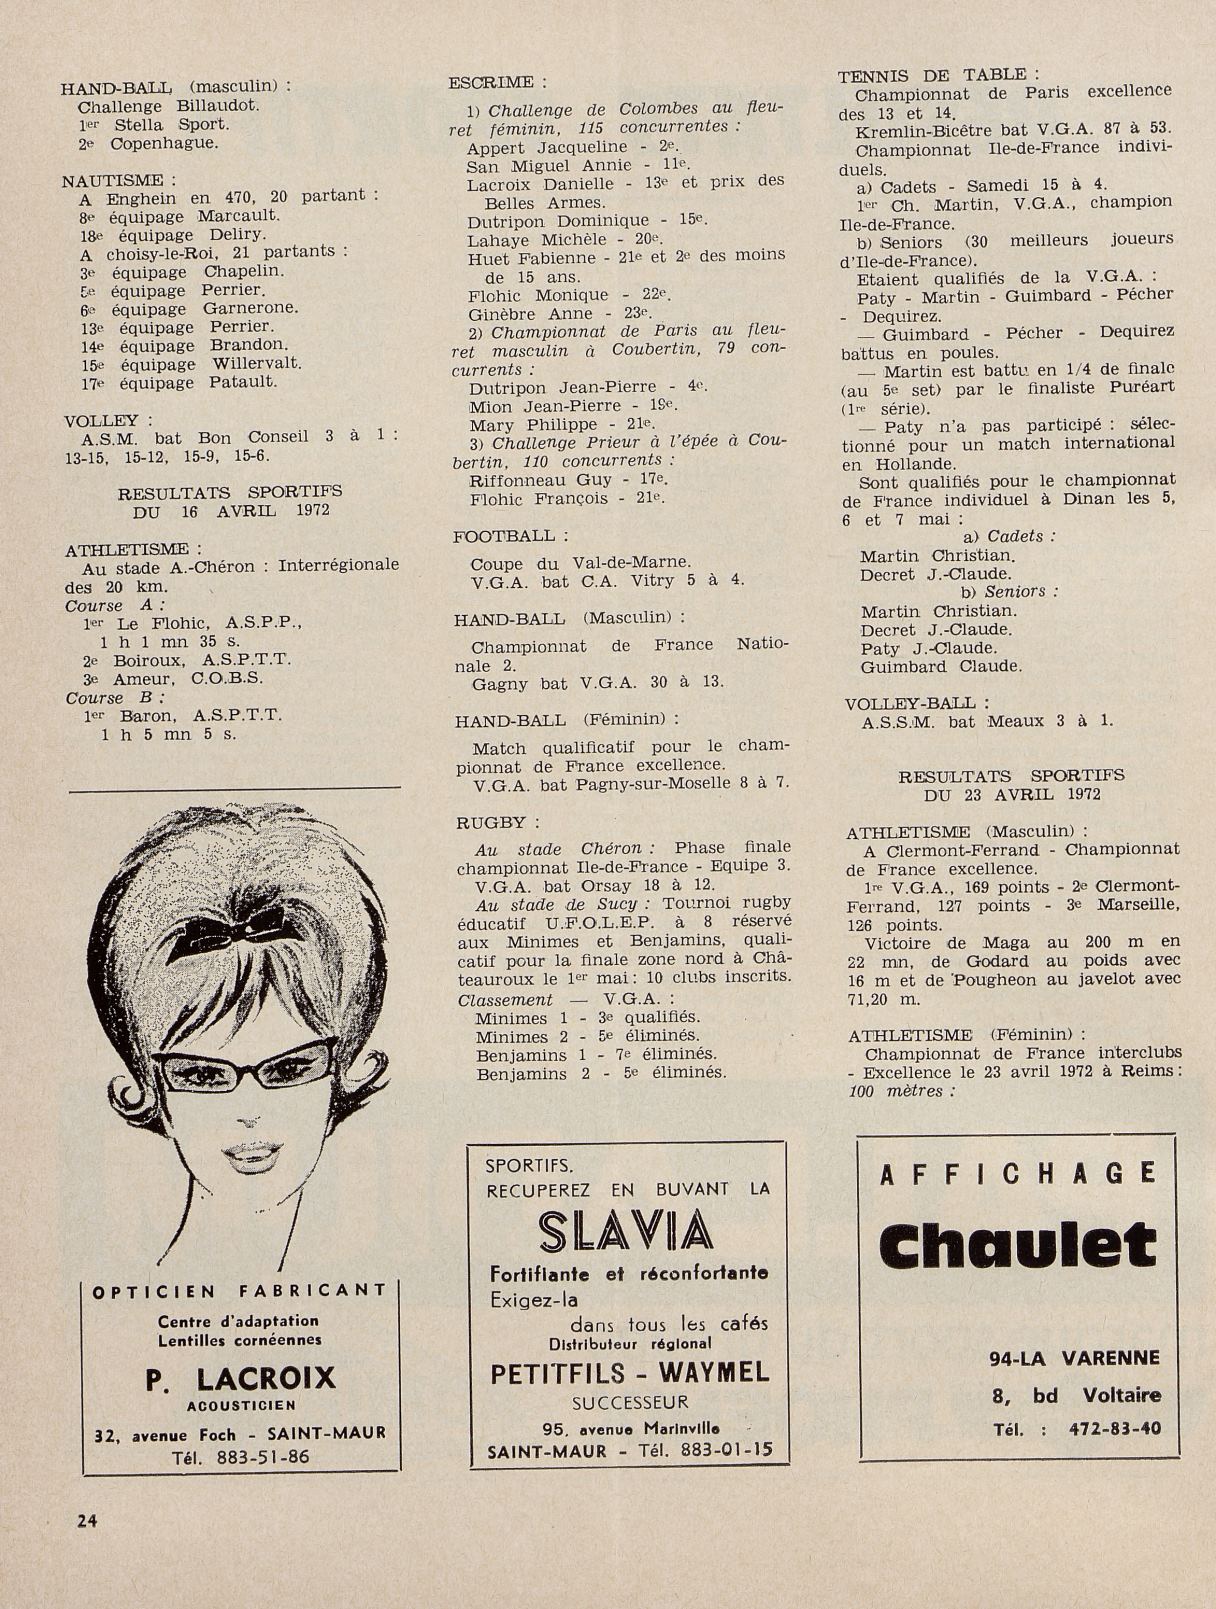 HAND-BALL (masculin) :
Challenge Billaudot.
1er Stella Sport.
2e Copenhague.
NAUTISME :
A Enghein en 470, 20 partant :
8e équipage Marcault.
18e équipage Deliry.
A choisy-le-Roi, 21 partants :
3e équipage Chapelin.
5e équipage Perrier.
6e équipage Garnerone.
13e équipage Perrier.
14e équipage Brandon.
15e équipage Willervalt.
17e équipage Patault.
VOLLEY :
A.S.M. bat Bon Conseil 3 à 1 :
13-15, 15-12, 15-9, 15-6.
RESULTATS SPORTIFS
DU 16 AVRIL 1972
ATHLETISME :
Au stade A.-Chéron : Interrégionale
des 20 km.
Course A :
1er Le Flohic, A.S.P.P.,
1 h 1 mn 35 s.
2e Boiroux, A.S.P.T.T.
3e Ameur, C.O.B.S.
Course B :
1er Baron, A.S.P.T.T.
1 h 5 mn 5 s.
OPTICIEN FABRICANT
Centre d'adaptation
Lentilles cornéennes
P. LACROIX
ACOUSTICIEN
32, avenue Foch - SAINT-MAUR
Tél. 883-51-86
ESCRIME :
1) Challenge de Colombes au fleu-
ret féminin, 115 concurrentes :
Appert Jacqueline - 2e.
San Miguel Annie - 11e.
Lacroix Danielle - 13e et prix des
Belles Armes.
Dutripon Dominique - 15e.
Lahaye Michèle - 20e.
Huet Fabienne - 21e et 2e des moins
de 15 ans.
Flohic Monique - 22e.
Ginèbre Anne - 23e.
2) Championnat de Paris au fleu-
ret masculin à Coubertin, 79 con-
currents :
Dutripon Jean-Pierre - 4e.
Mion Jean-Pierre - 19e.
Mary Philippe - 21e.
3) Challenge Prieur à l'épée à Cou-
bertin, 110 concurrents :
Riffonneau Guy - 17e.
Flohic François - 21e.
FOOTBALL :
Coupe du Val-de-Marne.
V.G.A. bat C.A. Vitry 5 à 4.
HAND-BALL (Masculin) :
Championnat de France Natio-
nale 2.
Gagny bat V.G.A. 30 à 13.
HAND-BALL (Féminin) :
Match qualificatif pour le cham-
pionnat de France excellence.
V.G.A. bat Pagny-sur-Moselle 8 à 7.
RUGBY :
Au stade Chéron : Phase finale
championnat Ile-de-France - Equipe 3.
V.G.A. bat Orsay 18 à 12.
Au stade de Sucy : Tournoi rugby
éducatif U.F.O.L.E.P. à 8 réservé
aux Minimes et Benjamins, quali-
catif pour la finale zone nord à Châ-
teauroux le 1er mai : 10 clubs inscrits.
Classement — V.G.A. :
Minimes 1 - 3e qualifiés.
Minimes 2 - 5e éliminés.
Benjamins 1 - 7e éliminés.
Benjamins 2 - 5e éliminés.
SPORTIFS,
RECUPEREZ EN BUVANT LA
SLAVIA
Fortifiante et réconfortante
Exigez-la
dans tous les cafés
Distributeur régional
PETITFILS - WAYMEL
SUCCESSEUR
95, avenue Marinville
SAINT-MAUR - Tél. 883-01-15
TENNIS DE TABLE :
Championnat de Paris excellence
des 13 et 14.
Kremlin-Bicêtre bat V.G.A. 87 à 53.
Championnat Ile-de-France indivi-
duels.
a) Cadets - Samedi 15 à 4.
1er Ch. Martin, V.G.A., champion
Ile-de-France.
b) Seniors (30 meilleurs joueurs
d'Ile-de-France).
Etaient qualifiés de la V.G.A. :
Paty - Martin - Guimbard - Pécher
- Dequirez.
— Guimbard - Pécher - Dequirez
battus en poules.
— Martin est battu en 1/4 de finale
(au 5e set) par le finaliste Puréart
(1re série).
— Paty n'a pas participé : sélec-
tionné pour un match international
en Hollande.
Sont qualifiés pour le championnat
de France individuel à Dinan les 5,
6 et 7 mai :
a) Cadets :
Martin Christian.
Decret J.-Claude.
b) Seniors :
Martin Christian.
Decret J.-Claude.
Paty J.-Claude.
Guimbard Claude.
VOLLEY-BALL :
A.S.S.M. bat Meaux 3 à 1.
RESULTATS SPORTIFS
DU 23 AVRIL 1972
ATHLETISME (Masculin) :
A Clermont-Ferrand - Championnat
de France excellence.
1re V.G.A., 169 points - 2e Clermont-
Ferrand, 127 points - 3e Marseille,
126 points.
Victoire de Maga au 200 m en
22 mn, de Godard au poids avec
16 m et de Pougheon au javelot avec
71,20 m.
ATHLETISME (Féminin) :
Championnat de France interclubs
- Excellence le 23 avril 1972 à Reims :
100 mètres :
AFFICHAGE
Chaulet
94-LA VARENNE
8, bd Voltaire
Tél. : 472-83-40
24